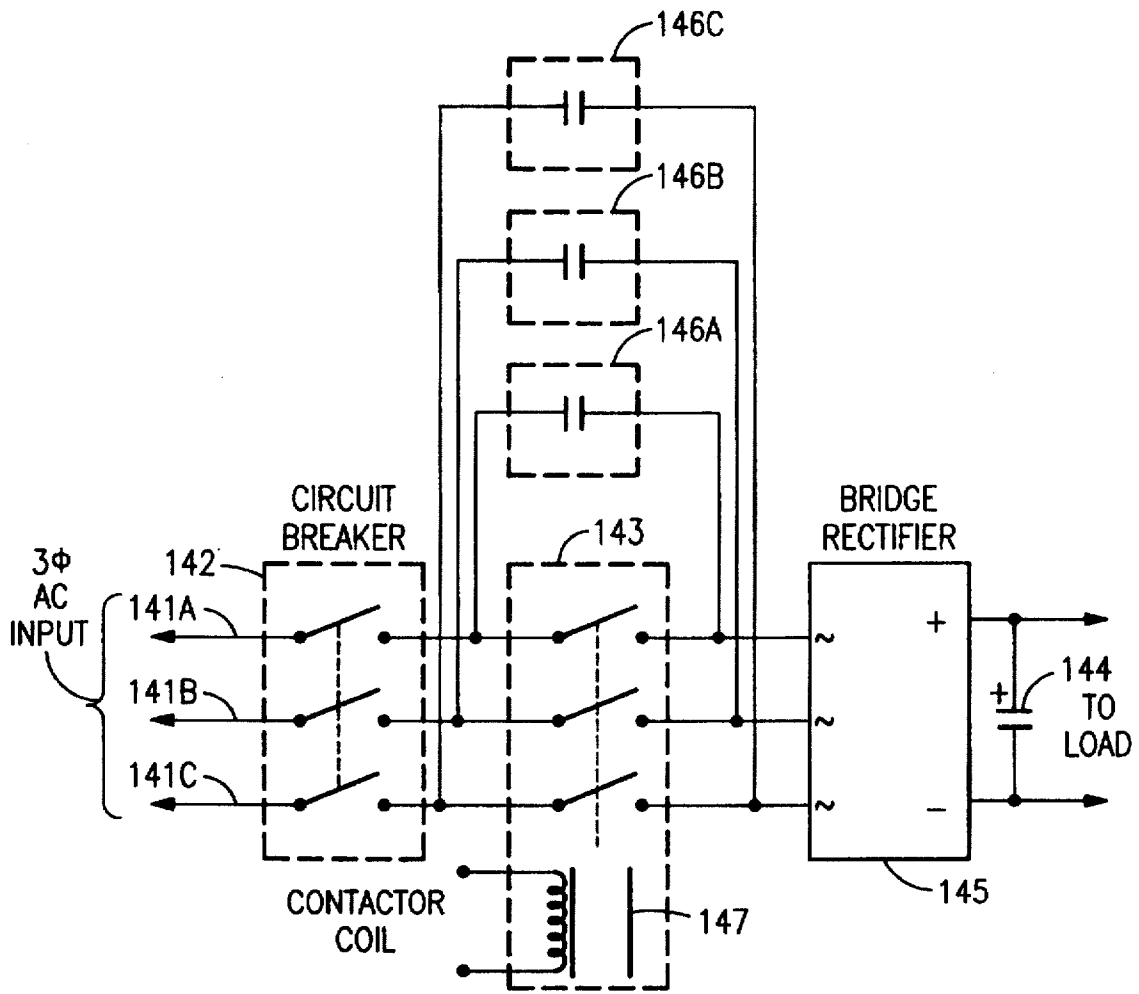 146C
146B
146A
CIRCUIT
BREAKER
143
BRIDGE
RECTIFIER
3Φ
AC
INPUT
142
141A
141B
141C
~
~
~
+
−
+
144
TO
LOAD
145
CONTACTOR
COIL
147